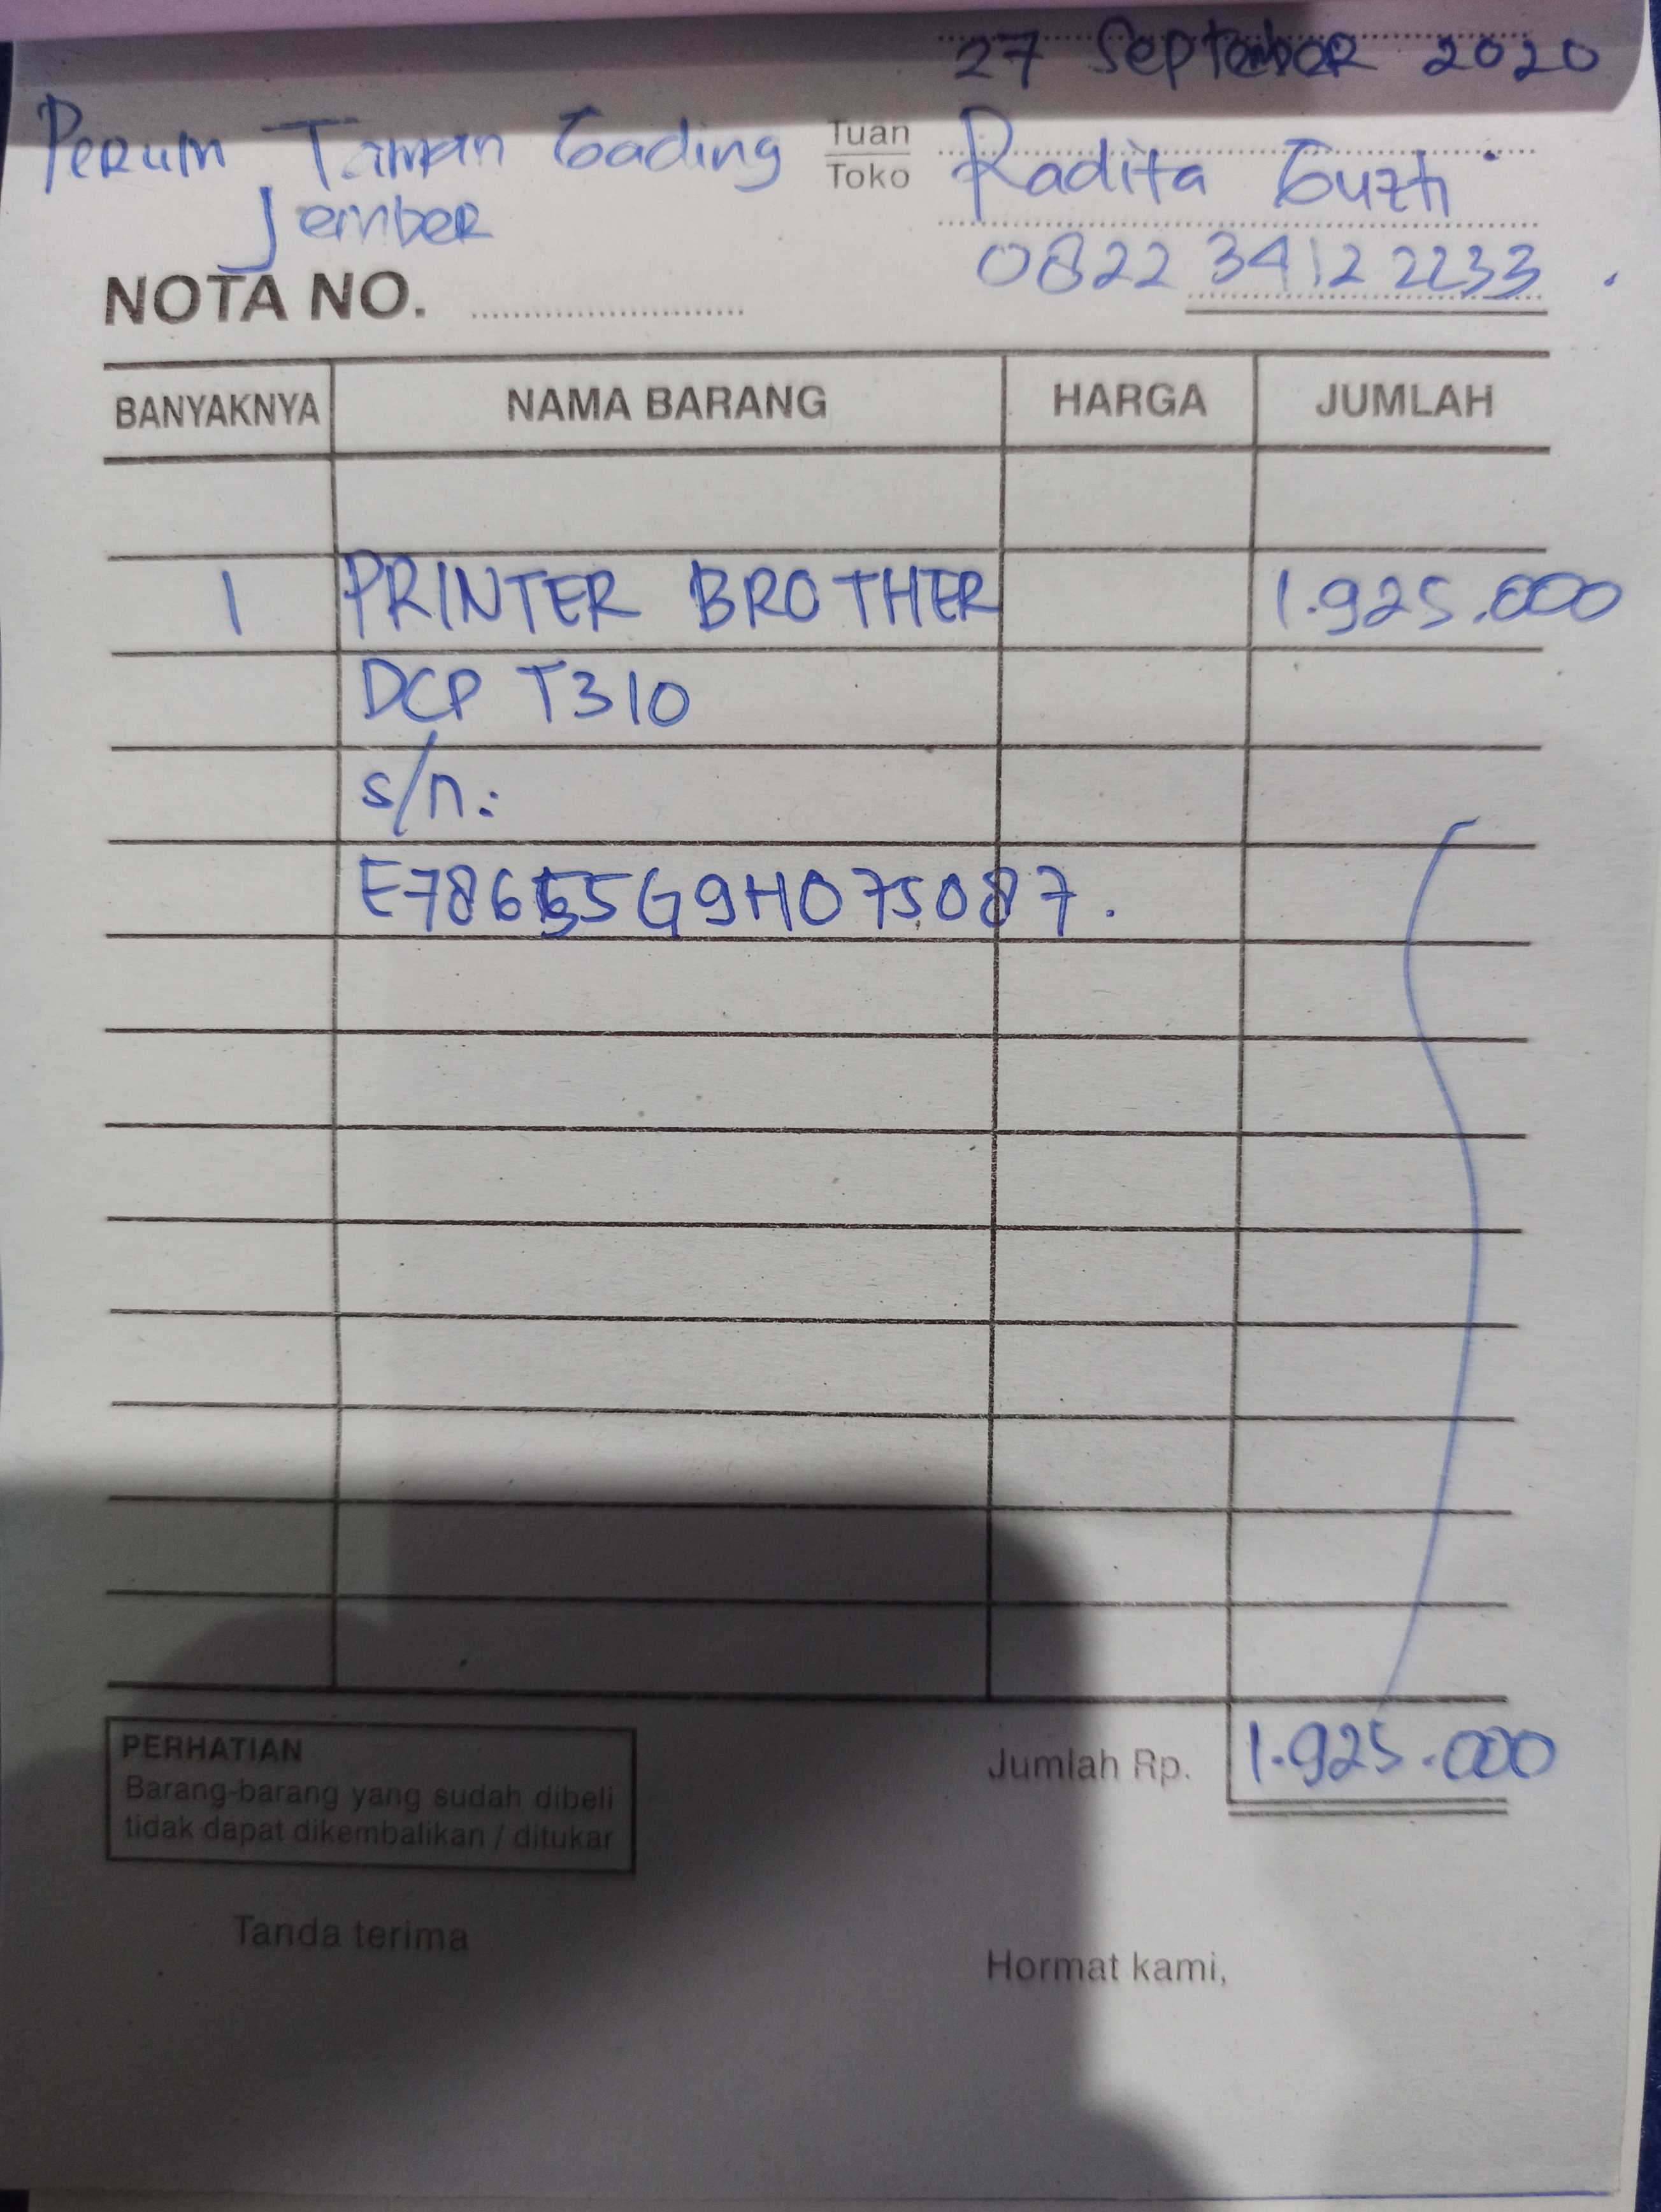 27 September 2020
Perum Taman Gading
Jember
Tuan
Toko
Radita Guzti
0822 3412 2233
NOTA NO.
BANYAKNYA NAMA BARANG HARGA JUMLAH
1 PRINTER BROTHER 1.925.000
DCP T310
s/n:
Jumlah Rp. 1.925.000
PERHATIAN
Barang-barang yang sudah dibeli
tidak dapat dikembalikan / ditukar
Tanda terima
Hormat kami,